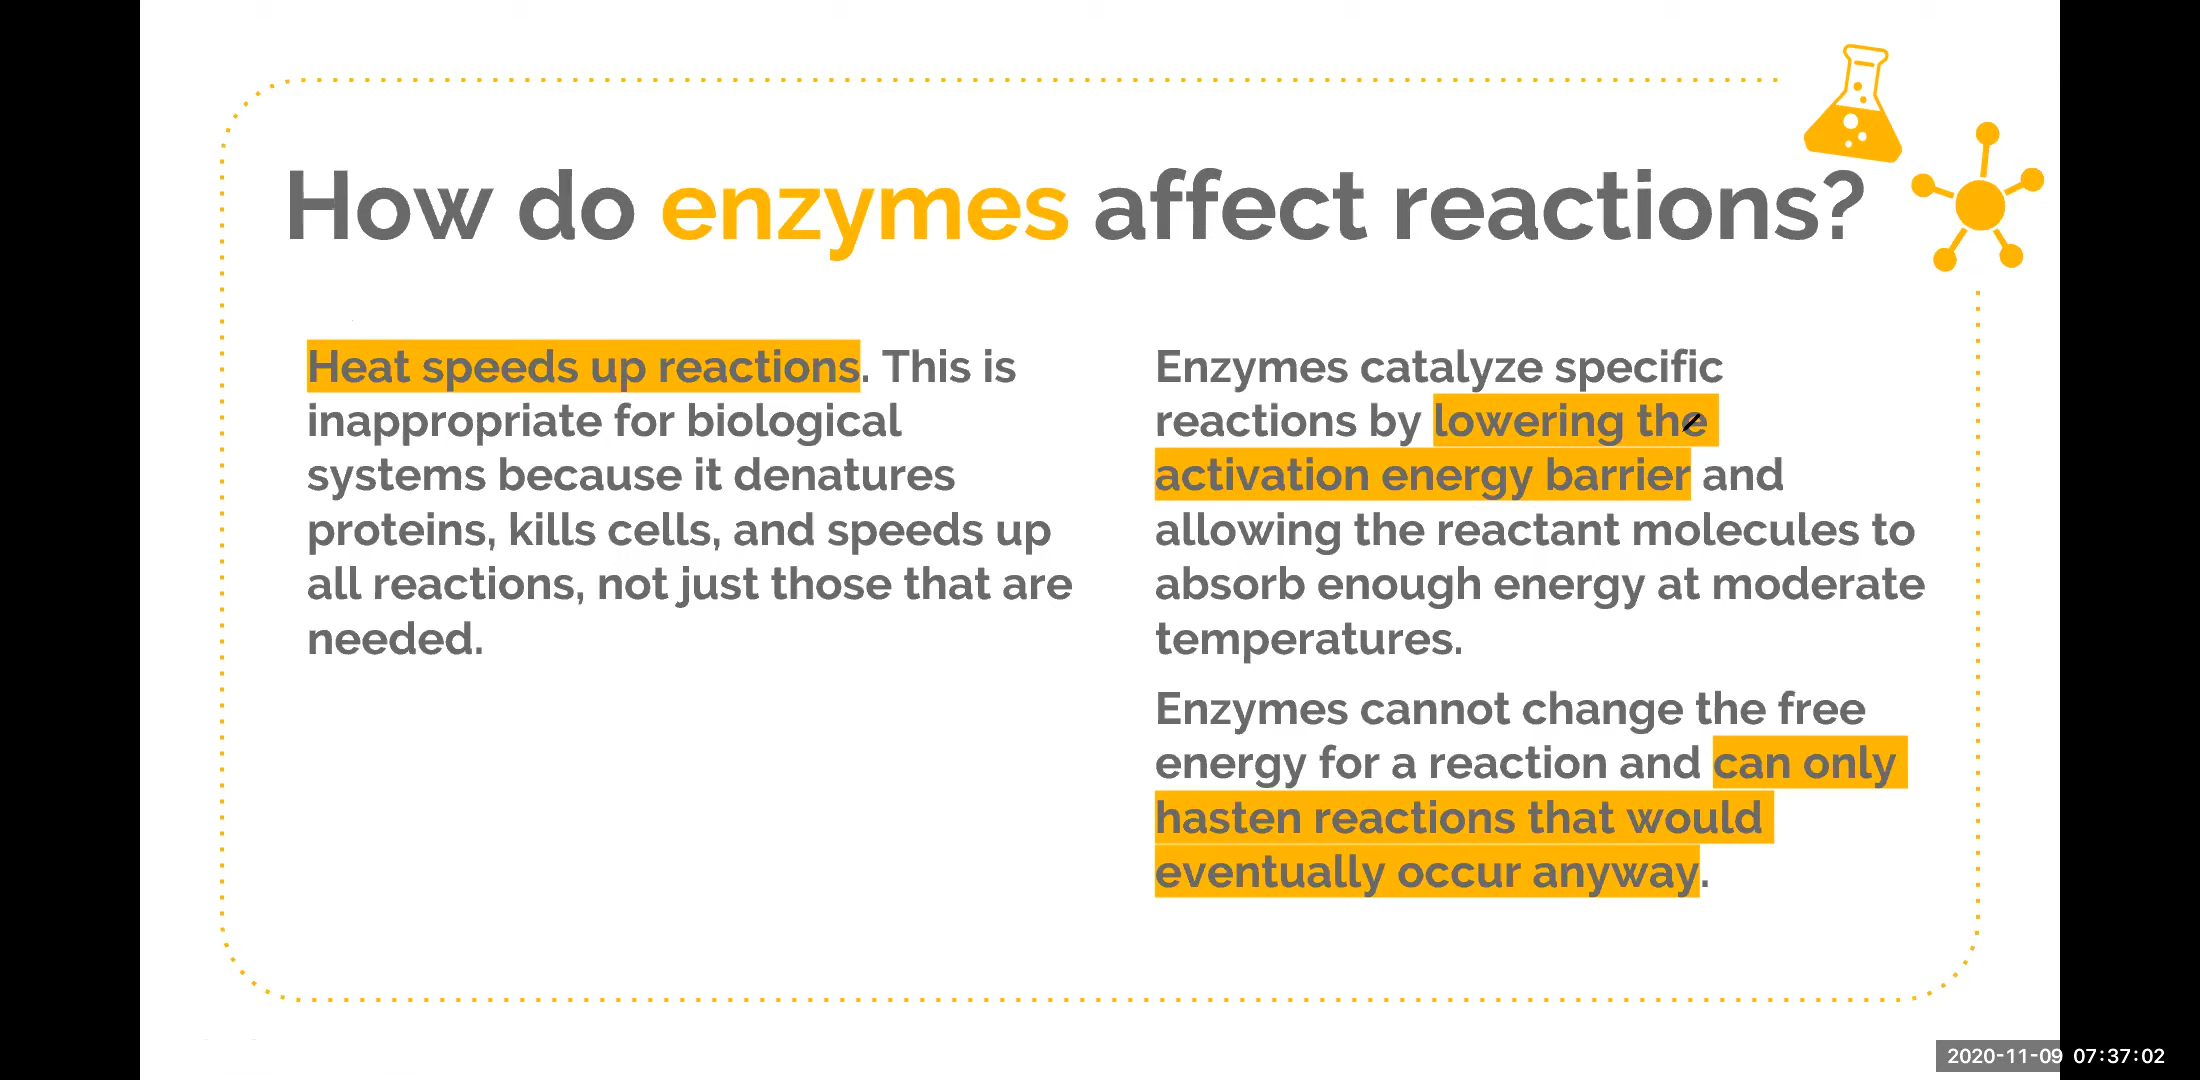 How do enzymes affect reactions?
Heat speeds up reactions. This is
inappropriate for biological
systems because it denatures
proteins, kills cells, and speeds up
all reactions, not just those that are
needed.
Enzymes catalyze specific
reactions by lowering the
activation energy barrier and
allowing the reactant molecules to
absorb enough energy at moderate
temperatures.
Enzymes cannot change the free
energy for a reaction and can only
hasten reactions that would
eventually occur anyway.
2020-11-09 07:37:02